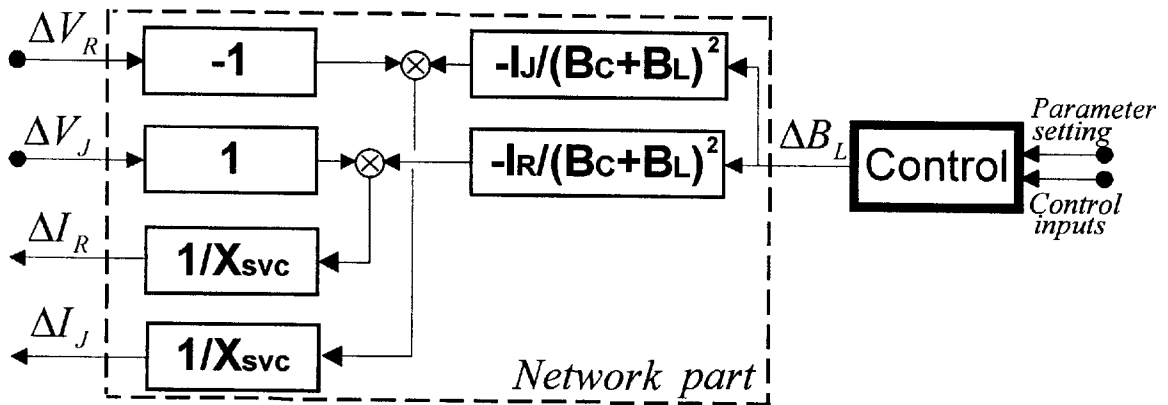 ΔV_R
-1
-I_J/(B_C+B_L)^2
ΔV_J
1
-I_R/(B_C+B_L)^2
ΔB_L
Control
Parameter
setting
Control
inputs
ΔI_R
1/X_svc
ΔI_J
1/X_svc
Network part